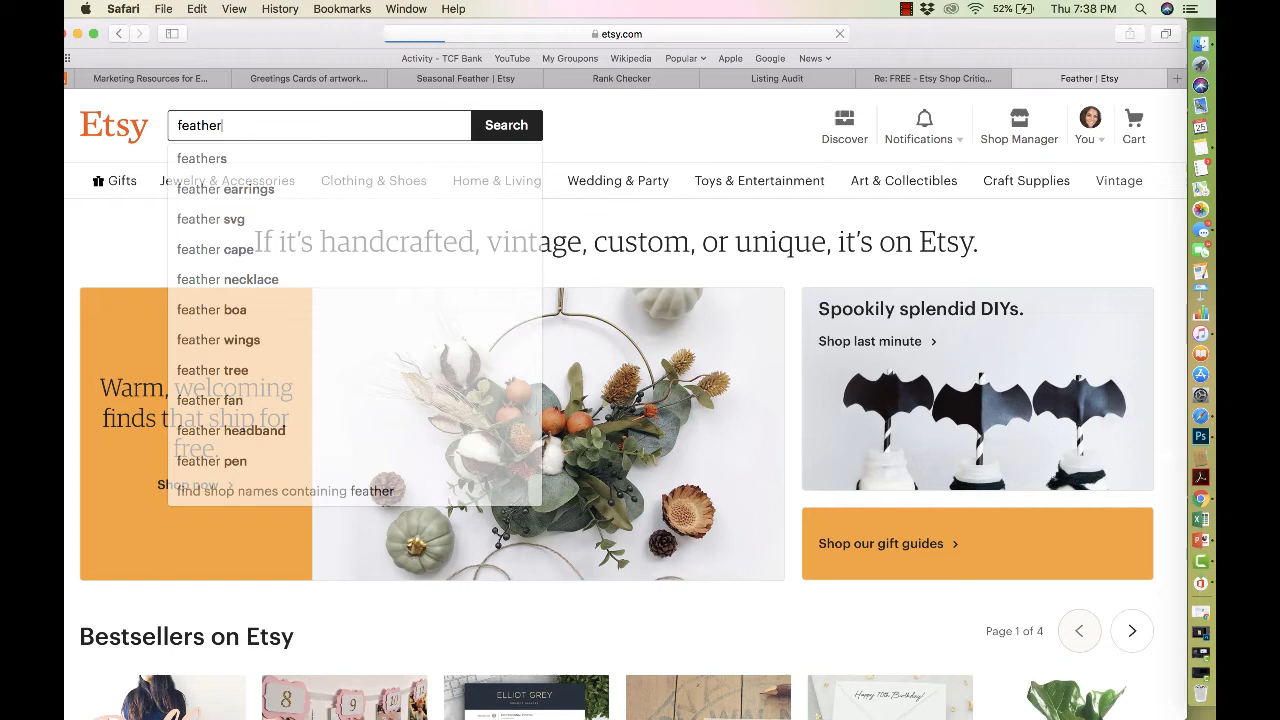 Safari File Edit View History Bookmarks Window Help 52% Thu 7:38 PM
etsy.com
Activity - TCF Bank YouTube My Groupons Wikipedia Popular Apple Google News
Marketing Resources for E... Greetings Cards of artwork... Seasonal Feather | Etsy Rank Checker Listing Audit Re: FREE - Etsy Shop Critiq... Feather | Etsy
Etsy feather Search Discover Notifications Shop Manager You Cart
feathers
Gifts Jewelry & Accessories Clothing & Shoes Home & Living Wedding & Party Toys & Entertainment Art & Collectibles Craft Supplies Vintage
feather earrings
feather svg
If it's handcrafted, vintage, custom, or unique, it's on Etsy.
feather cape
feather necklace
feather boa
feather wings
feather tree
feather fan
feather headband
feather pen
find shop names containing feather
Warm, welcoming
finds that ship for
free.
Shop now
Spookily splendid DIYs.
Shop last minute
Shop our gift guides
Bestsellers on Etsy
Page 1 of 4
8 9
ELLIOT GREY
Happy 70th Birthday!